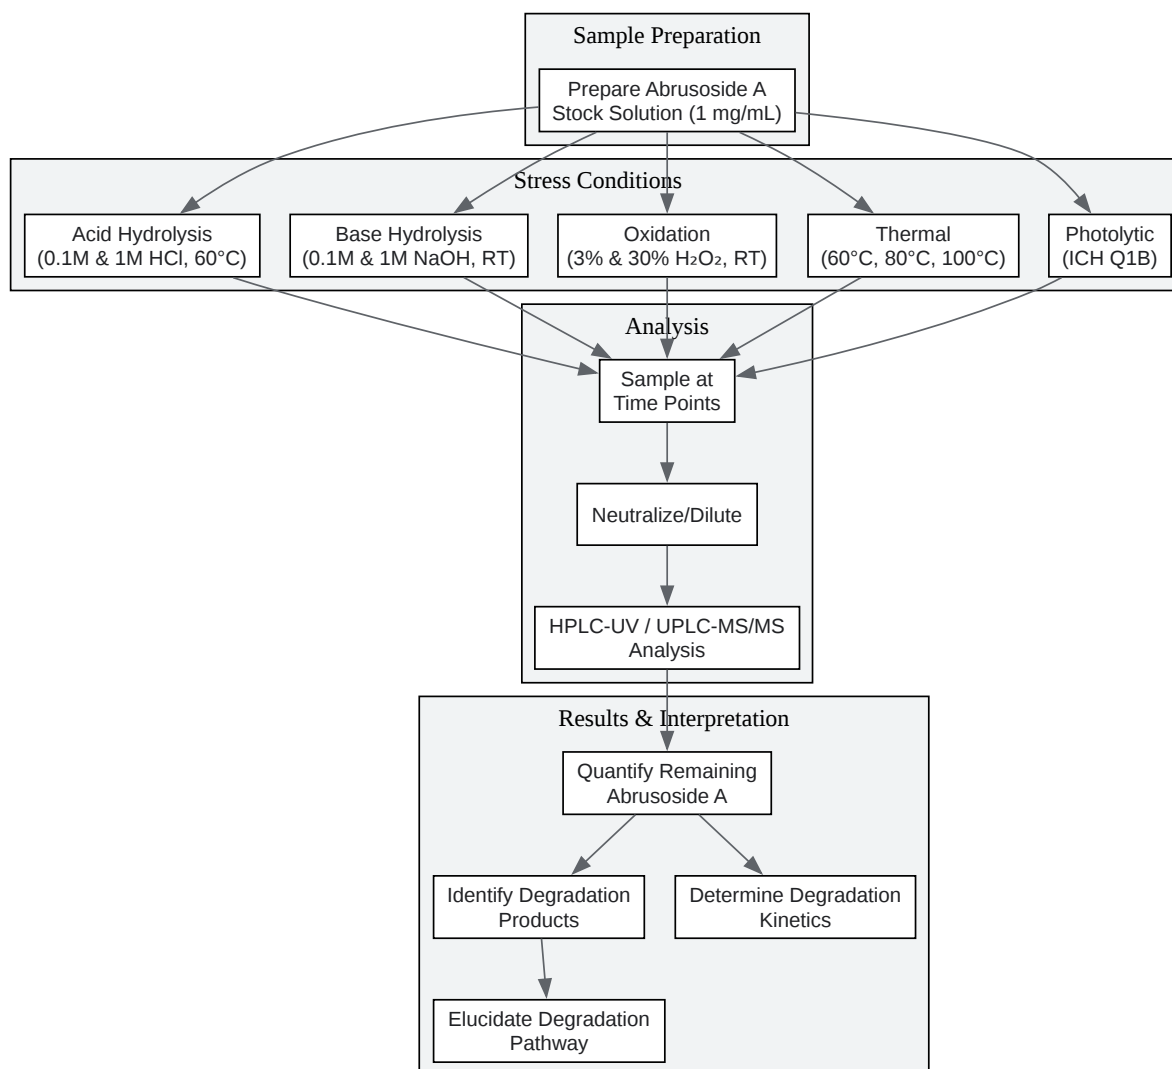 Sample Preparation
Prepare Abrusoside A
Stock Solution (1 mg/mL)
Stress Conditions
Acid Hydrolysis
(0.1M & 1M HCl, 60°C)
Base Hydrolysis
(0.1M & 1M NaOH, RT)
Oxidation
(3% & 30% H₂O₂, RT)
Thermal
(60°C, 80°C, 100°C)
Photolytic
(ICH Q1B)
Analysis
Sample at
Time Points
Neutralize/Dilute
HPLC-UV / UPLC-MS/MS
Analysis
Results & Interpretation
Quantify Remaining
Abrusoside A
Identify Degradation
Products
Determine Degradation
Kinetics
Elucidate Degradation
Pathway